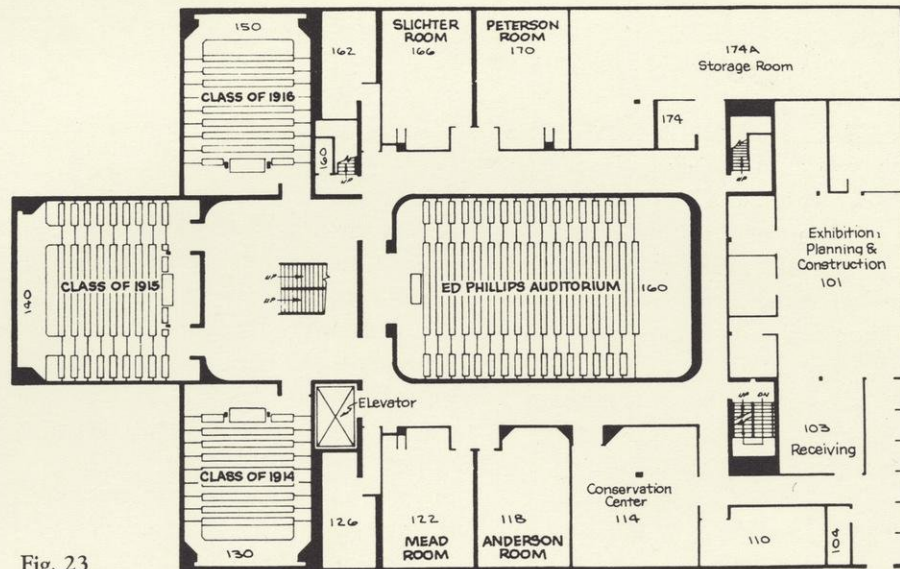 150
CLASS OF 1916
162
SLICHTER
ROOM
166
PETERSON
ROOM
170
174A
Storage Room
174
UP
UP
140
CLASS OF 1915
UP
UP
ED PHILLIPS AUDITORIUM
160
Exhibition,
Planning &
Construction
101
Elevator
UP DN
103
Receiving
CLASS OF 1914
130
126
122
MEAD
ROOM
118
ANDERSON
ROOM
Conservation
Center
114
110
104
Fig. 23